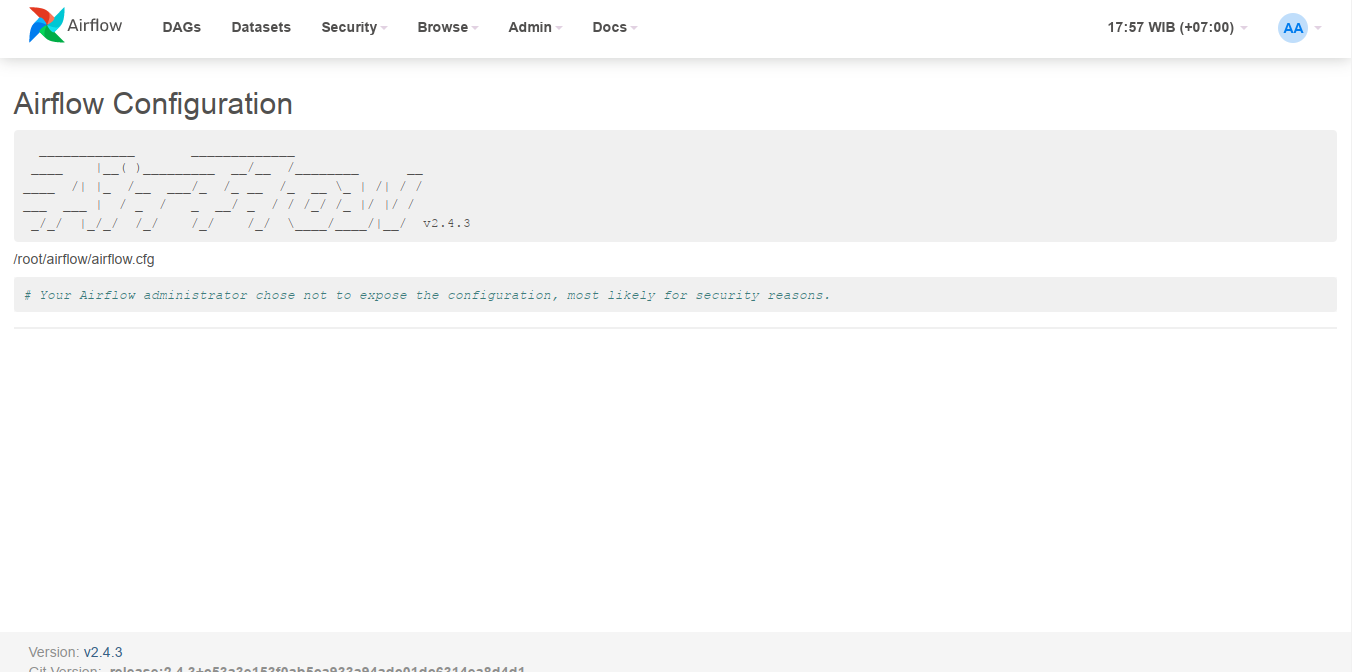 Airflow
DAGs
Datasets
Security
Browse
Admin
Docs
17:57 WIB (+07:00)
AA
Airflow Configuration
  ____________       _____________
 ____    |__( )_________  __/__  /________      __
____  /| |_  /__  ___/_  /_ __  /_  __ \_ | /| / /
___  ___ |  / _  /   _  __/ _  / / /_/ /_ |/ |/ /
 _/_/  |_/_/  /_/    /_/    /_/  \____/____/|__/  v2.4.3
/root/airflow/airflow.cfg
# Your Airflow administrator chose not to expose the configuration, most likely for security reasons.
Version: v2.4.3
Git Version: